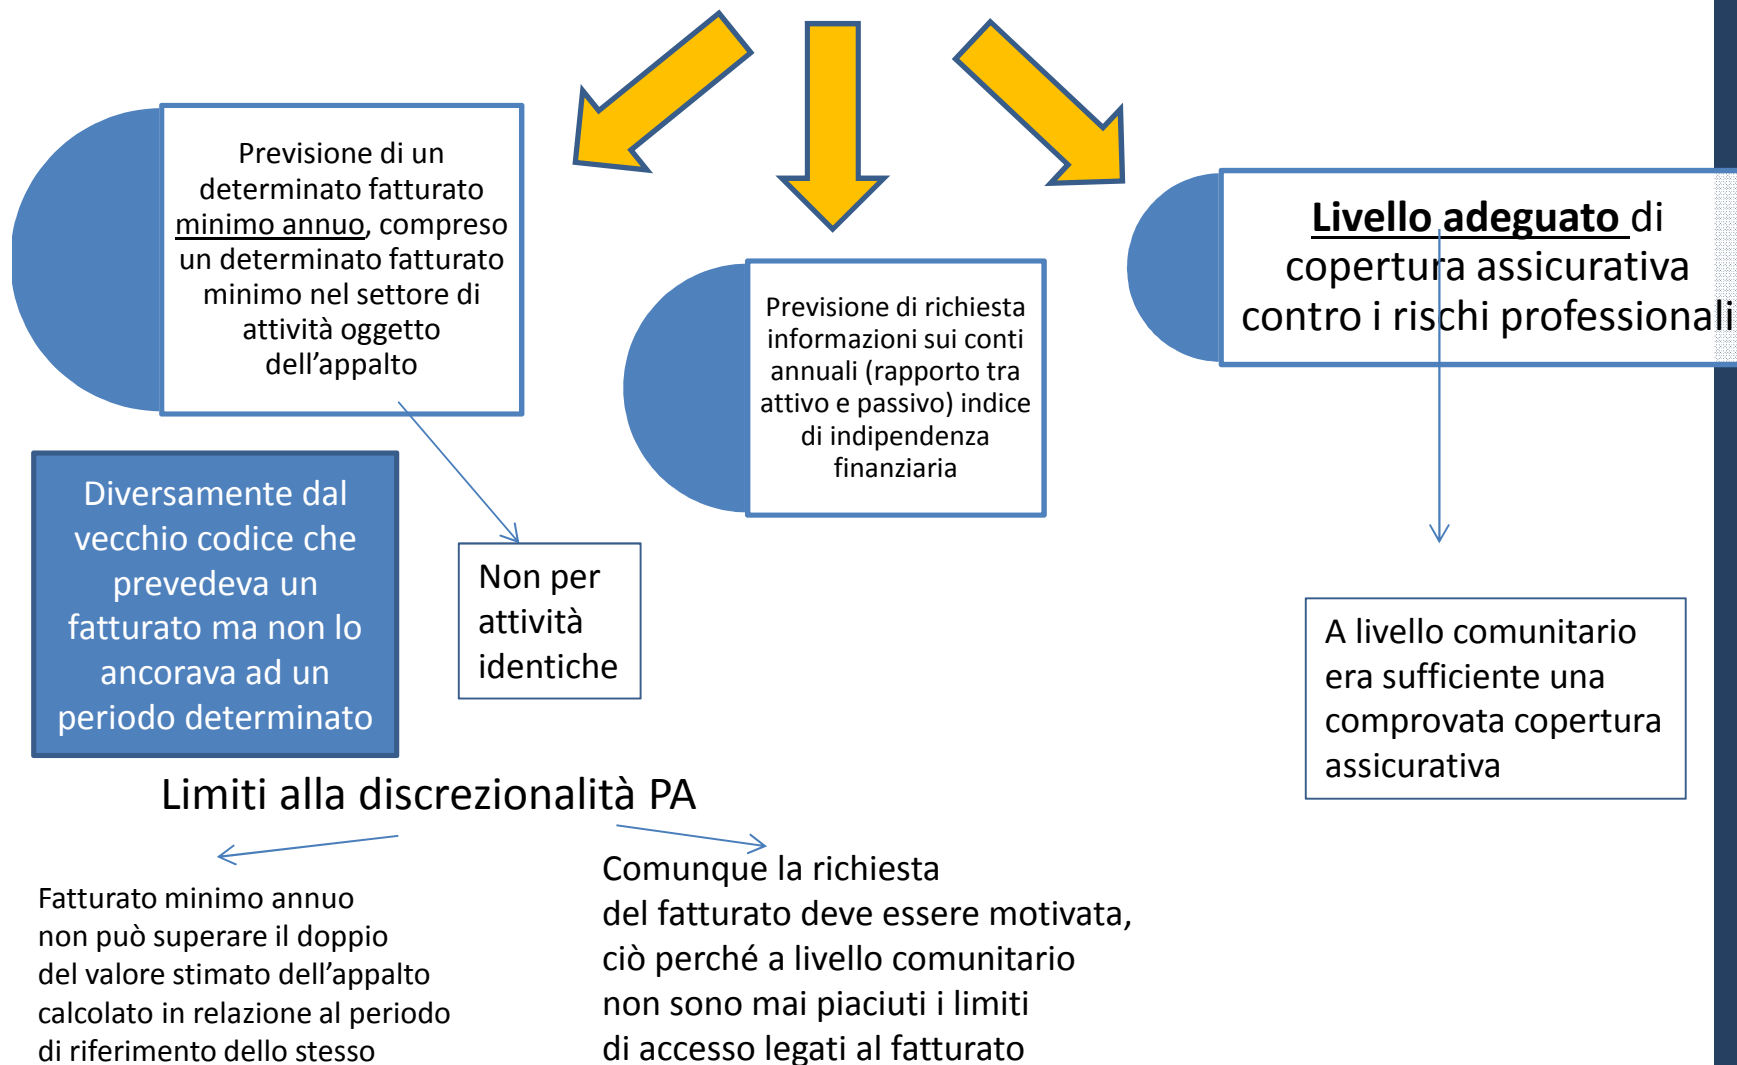 Previsione di un
determinato fatturato
minimo annuo, compreso
un determinato fatturato
minimo nel settore di
attività oggetto
dell’appalto
Previsione di richiesta
informazioni sui conti
annuali (rapporto tra
attivo e passivo) indice
di indipendenza
finanziaria
Livello adeguato di
copertura assicurativa
contro i rischi professionali
Diversamente dal
vecchio codice che
prevedeva un
fatturato ma non lo
ancorava ad un
periodo determinato
Non per
attività
identiche
A livello comunitario
era sufficiente una
comprovata copertura
assicurativa
Limiti alla discrezionalità PA
Fatturato minimo annuo
non può superare il doppio
del valore stimato dell’appalto
calcolato in relazione al periodo
di riferimento dello stesso
Comunque la richiesta
del fatturato deve essere motivata,
ciò perché a livello comunitario
non sono mai piaciuti i limiti
di accesso legati al fatturato